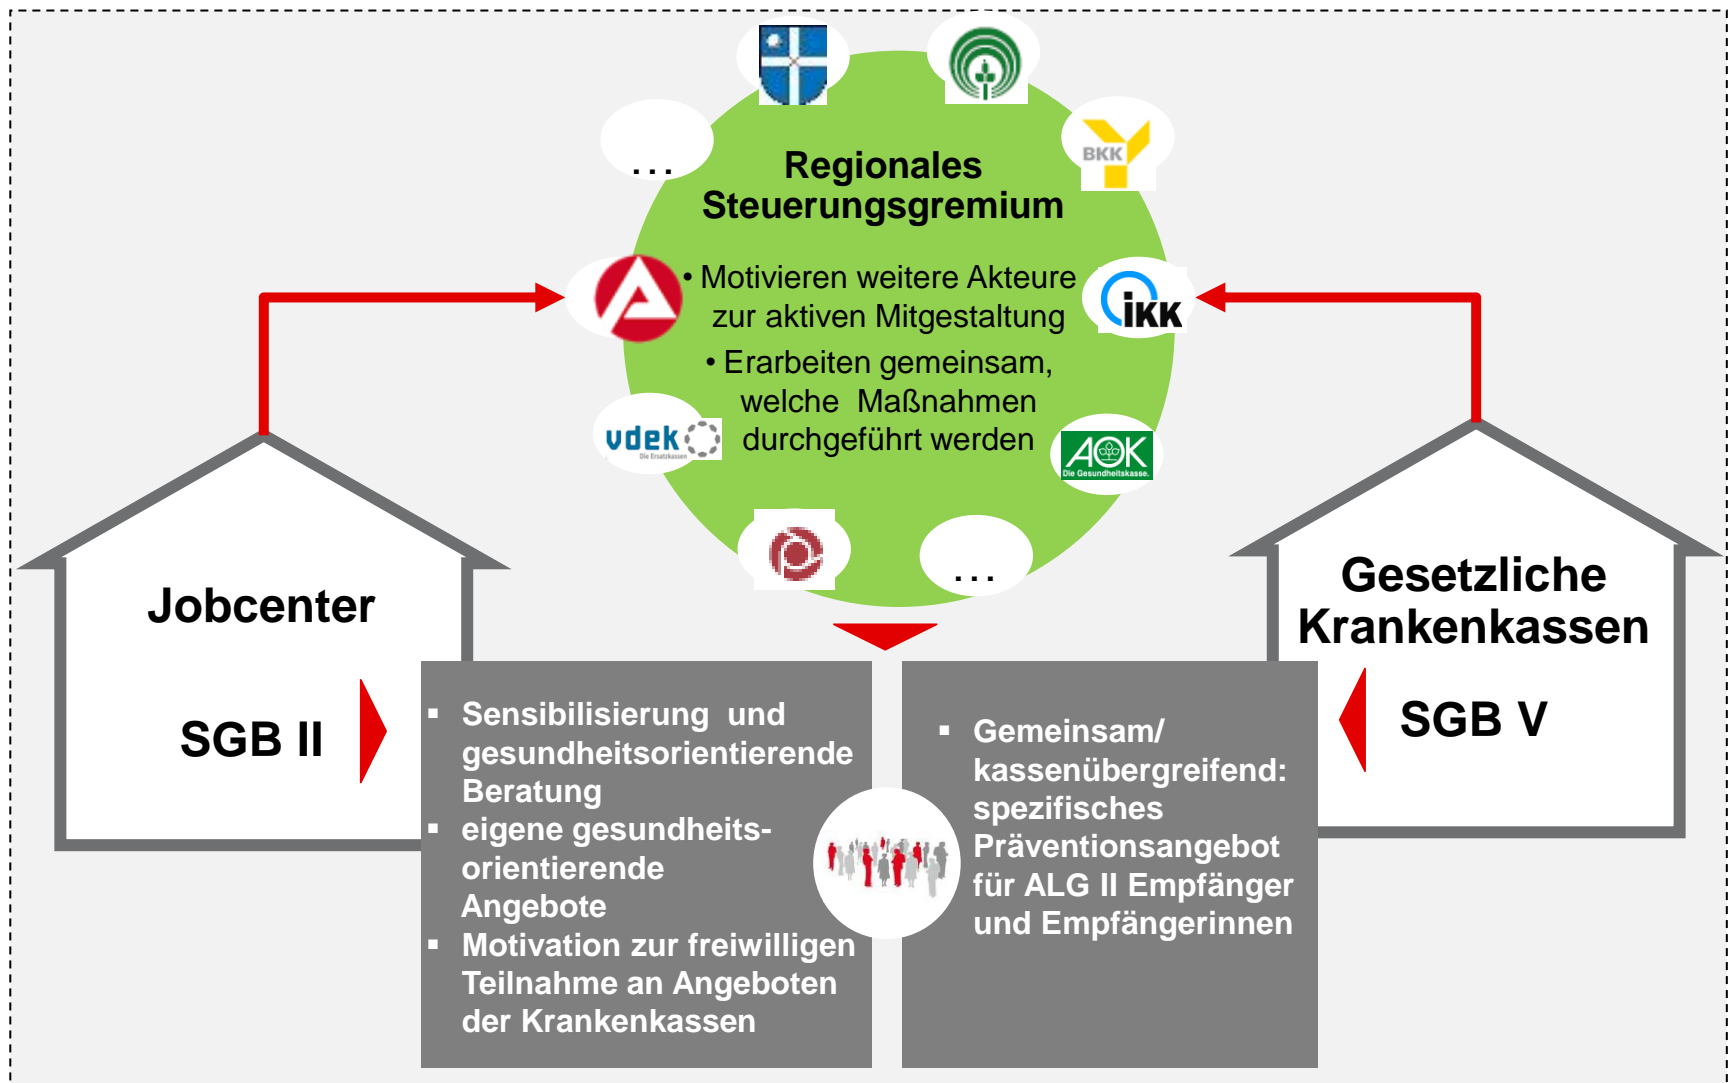 ...
BKK
Regionales
Steuerungsgremium
• Motivieren weitere Akteure
zur aktiven Mitgestaltung
• Erarbeiten gemeinsam,
welche Maßnahmen
durchgeführt werden
iKK
vdek
Die Ersatzkassen
AOK
Die Gesundheitskasse.
...
Jobcenter
SGB II
Gesetzliche
Krankenkassen
SGB V
▪ Sensibilisierung und
gesundheitsorientierende
Beratung
▪ eigene gesundheits-
orientierende
Angebote
▪ Motivation zur freiwilligen
Teilnahme an Angeboten
der Krankenkassen
▪ Gemeinsam/
kassenübergreifend:
spezifisches
Präventionsangebot
für ALG II Empfänger
und Empfängerinnen